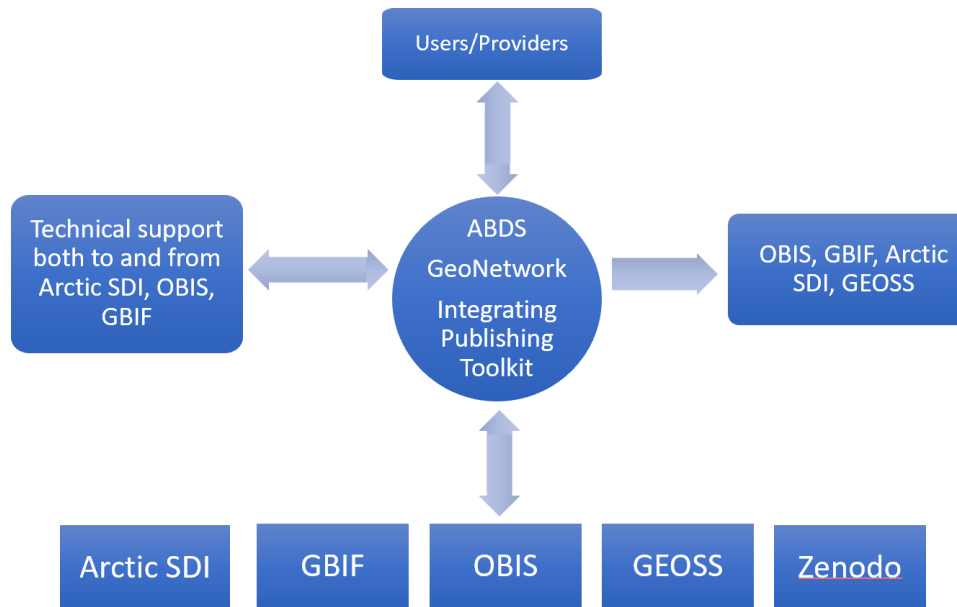 Users/Providers
Technical support
both to and from
Arctic SDI, OBIS,
GBIF
ABDS
GeoNetwork
Integrating
Publishing
Toolkit
OBIS, GBIF, Arctic
SDI, GEOSS
Arctic SDI
GBIF
OBIS
GEOSS
Zenodo